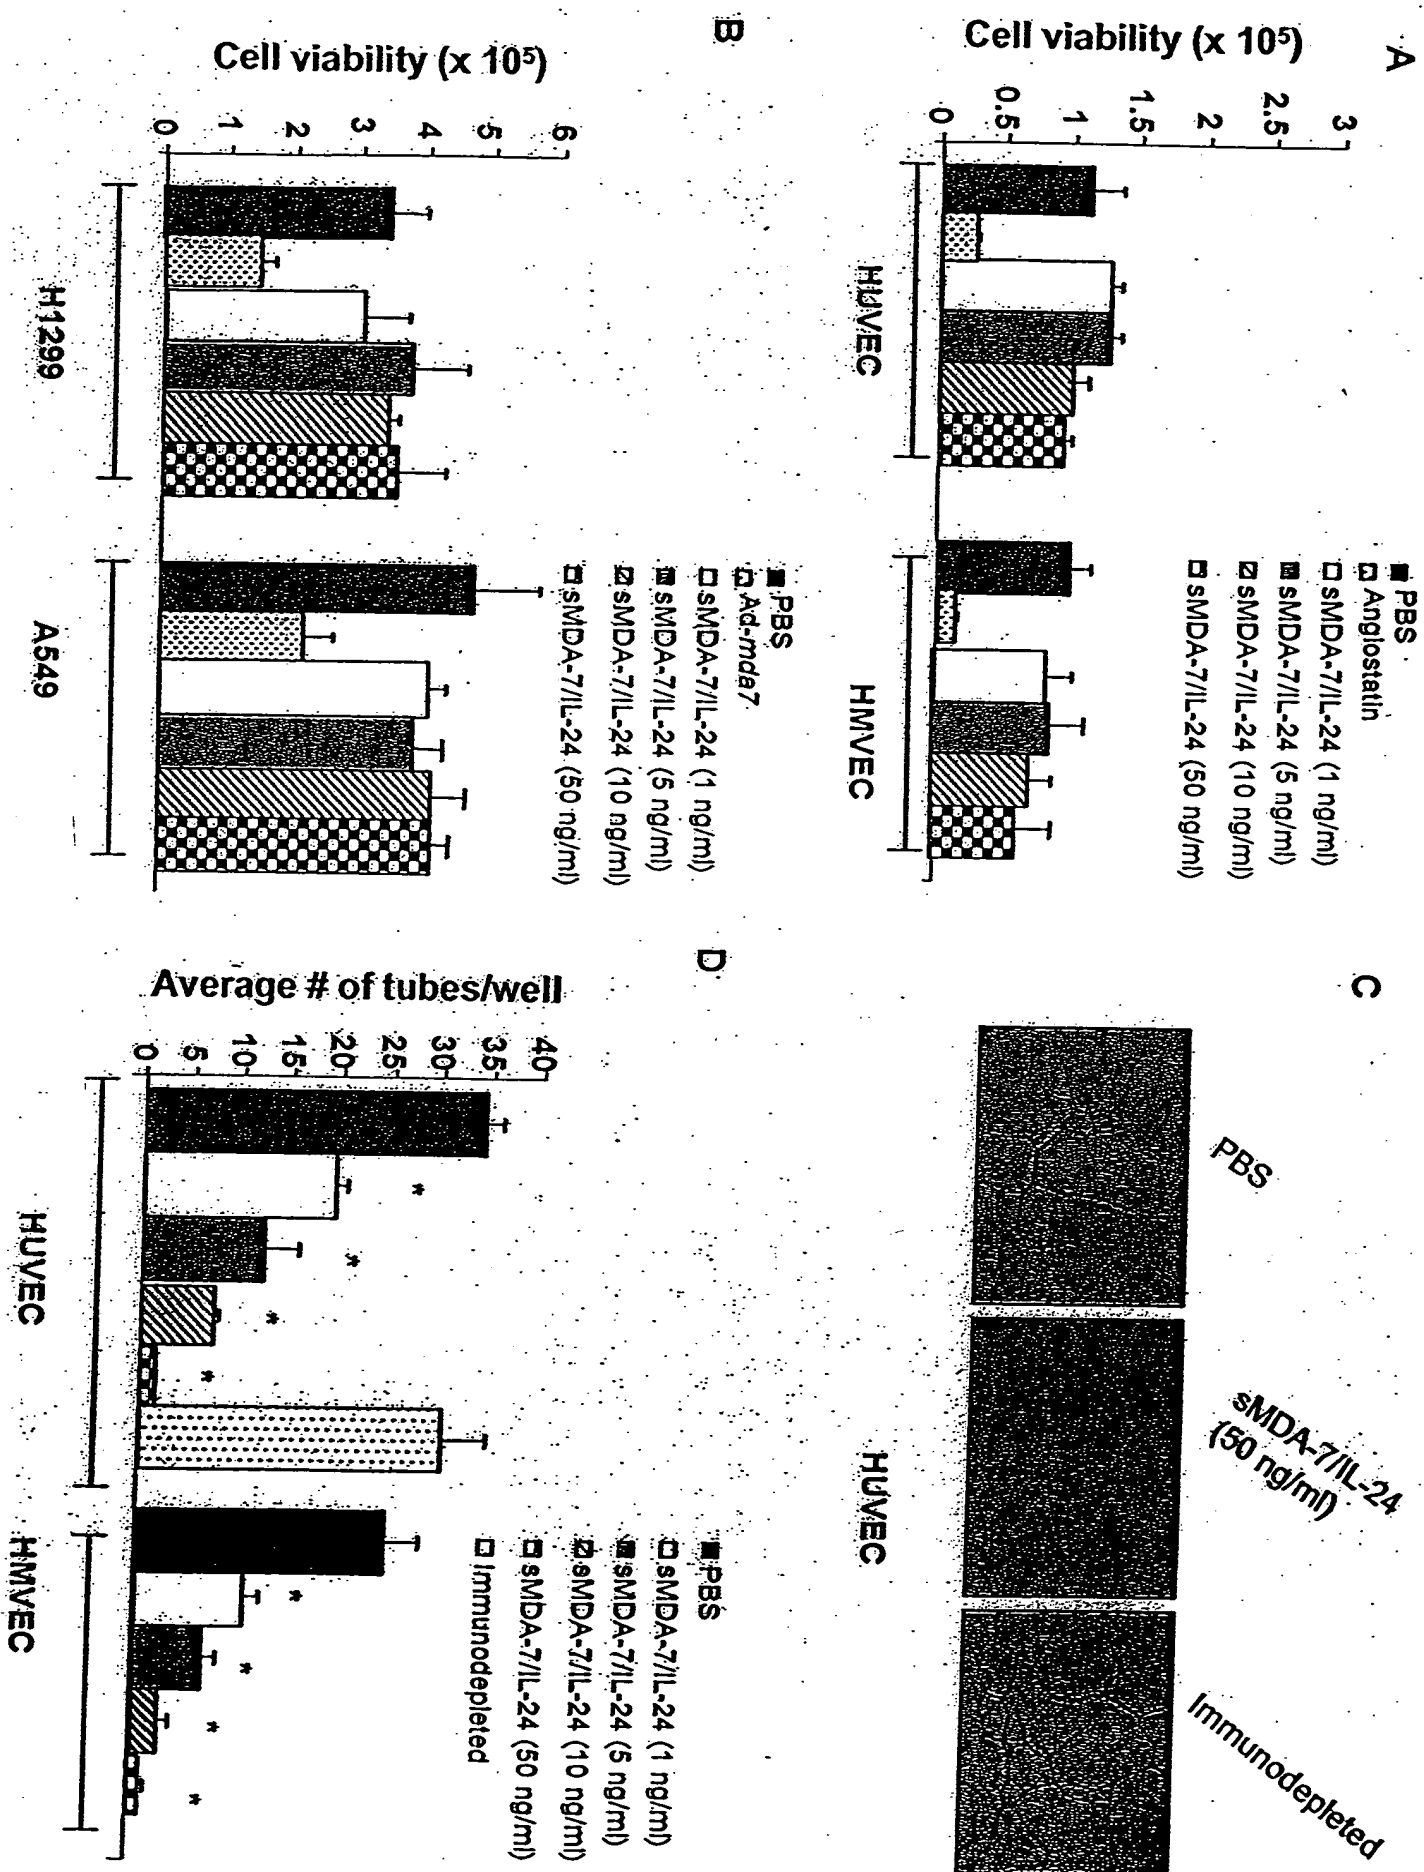 A
Cell viability (x 10⁵)
3
2.5
2
1.5
1
0.5
0
HUVEC
HMVEC
PBS
Angiostatin
sMDA-7/IL-24 (1 ng/ml)
sMDA-7/IL-24 (5 ng/ml)
sMDA-7/IL-24 (10 ng/ml)
sMDA-7/IL-24 (50 ng/ml)
B
Cell viability (x 10⁵)
6
5
4
3
2
1
0
H1299
A549
PBS
Ad-mda7
sMDA-7/IL-24 (1 ng/ml)
sMDA-7/IL-24 (5 ng/ml)
sMDA-7/IL-24 (10 ng/ml)
sMDA-7/IL-24 (50 ng/ml)
C
PBS
sMDA-7/IL-24
(50 ng/ml)
Immunodepleted
HUVEC
D
Average # of tubes/well
40
35
30
25
20
15
10
5
0
* * * *
* * * *
HUVEC
HMVEC
PBS
sMDA-7/IL-24 (1 ng/ml)
sMDA-7/IL-24 (5 ng/ml)
sMDA-7/IL-24 (10 ng/ml)
sMDA-7/IL-24 (50 ng/ml)
Immunodepleted